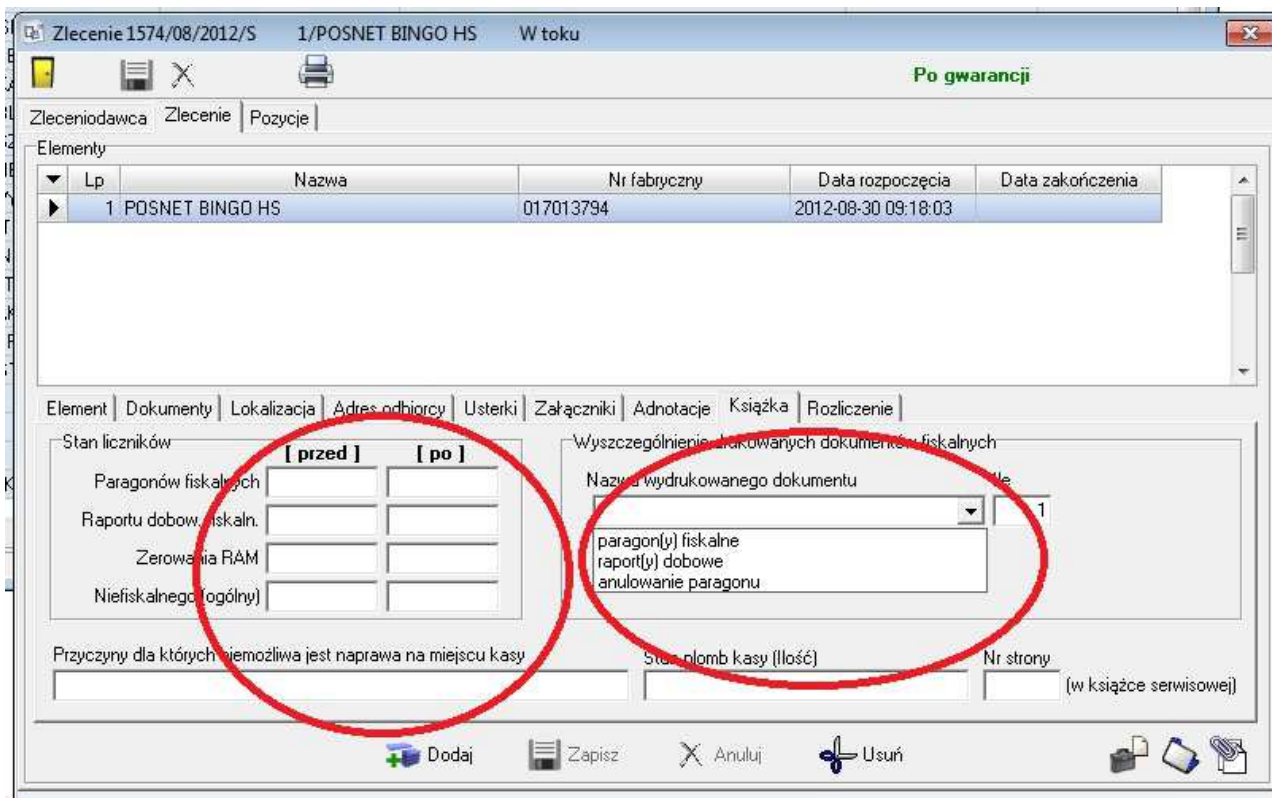 Zlecenie 1574/08/2012/S 1/POSNET BINGO HS W toku
Po gwarancji
Zleceniodawca Zlecenie Pozycje
Elementy
Lp Nazwa Nr fabryczny Data rozpoczęcia Data zakończenia
1 POSNET BINGO HS 017013794 2012-08-30 09:18:03
Element Dokumenty Lokalizacja Adres odbiorcy Usterki Załączniki Adnotacje Książka Rozliczenie
Stan liczników
[ przed ] [ po ]
Paragonów fiskalnych
Raportu dobow. fiskaln.
Zerowania RAM
Niefiskalnego (ogólny)
Wyszczególnienie drukowanych dokumentów fiskalnych
Nazwa wydrukowanego dokumentu Ile
1
paragon(y) fiskalne
raport(y) dobowe
anulowanie paragonu
Przyczyny dla których niemożliwa jest naprawa na miejscu kasy
Stan plomb kasy (Ilość)
Nr strony
(w książce serwisowej)
Dodaj Zapisz Anuluj Usuń